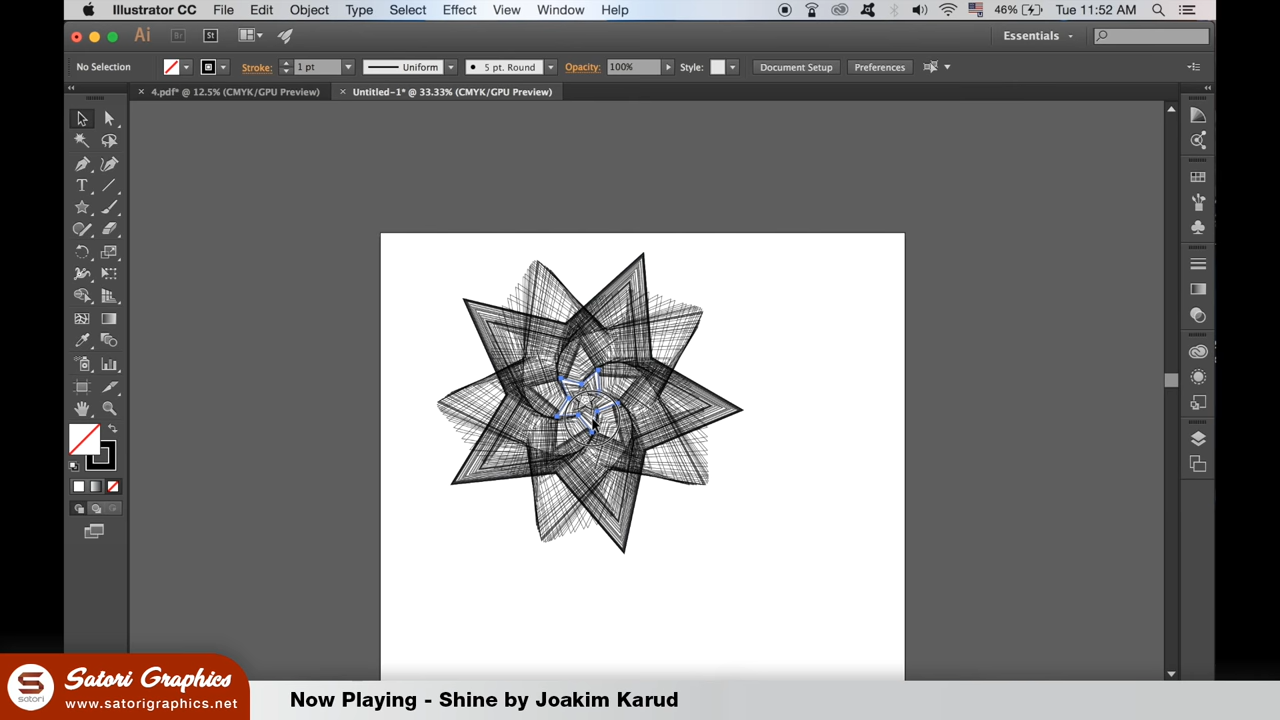 Illustrator CC File Edit Object Type Select Effect View Window Help 46% Tue 11:52 AM
Ai Br St Essentials
No Selection Stroke: 1 pt Uniform 5 pt. Round Opacity: 100% Style: Document Setup Preferences
4.pdf* @ 12.5% (CMYK/GPU Preview) Untitled-1* @ 33.33% (CMYK/GPU Preview)
T
S
satori
Satori Graphics
www.satorigraphics.net
Now Playing - Shine by Joakim Karud